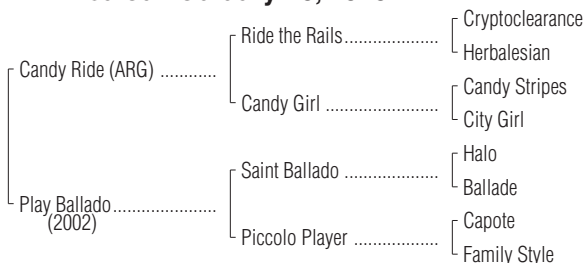 Cryptoclearance
Ride the Rails
Herbalesian
Candy Ride (ARG)
Candy Stripes
Candy Girl
City Girl
Halo
Saint Ballado
Ballade
Play Ballado
(2002)
Capote
Piccolo Player
Family Style